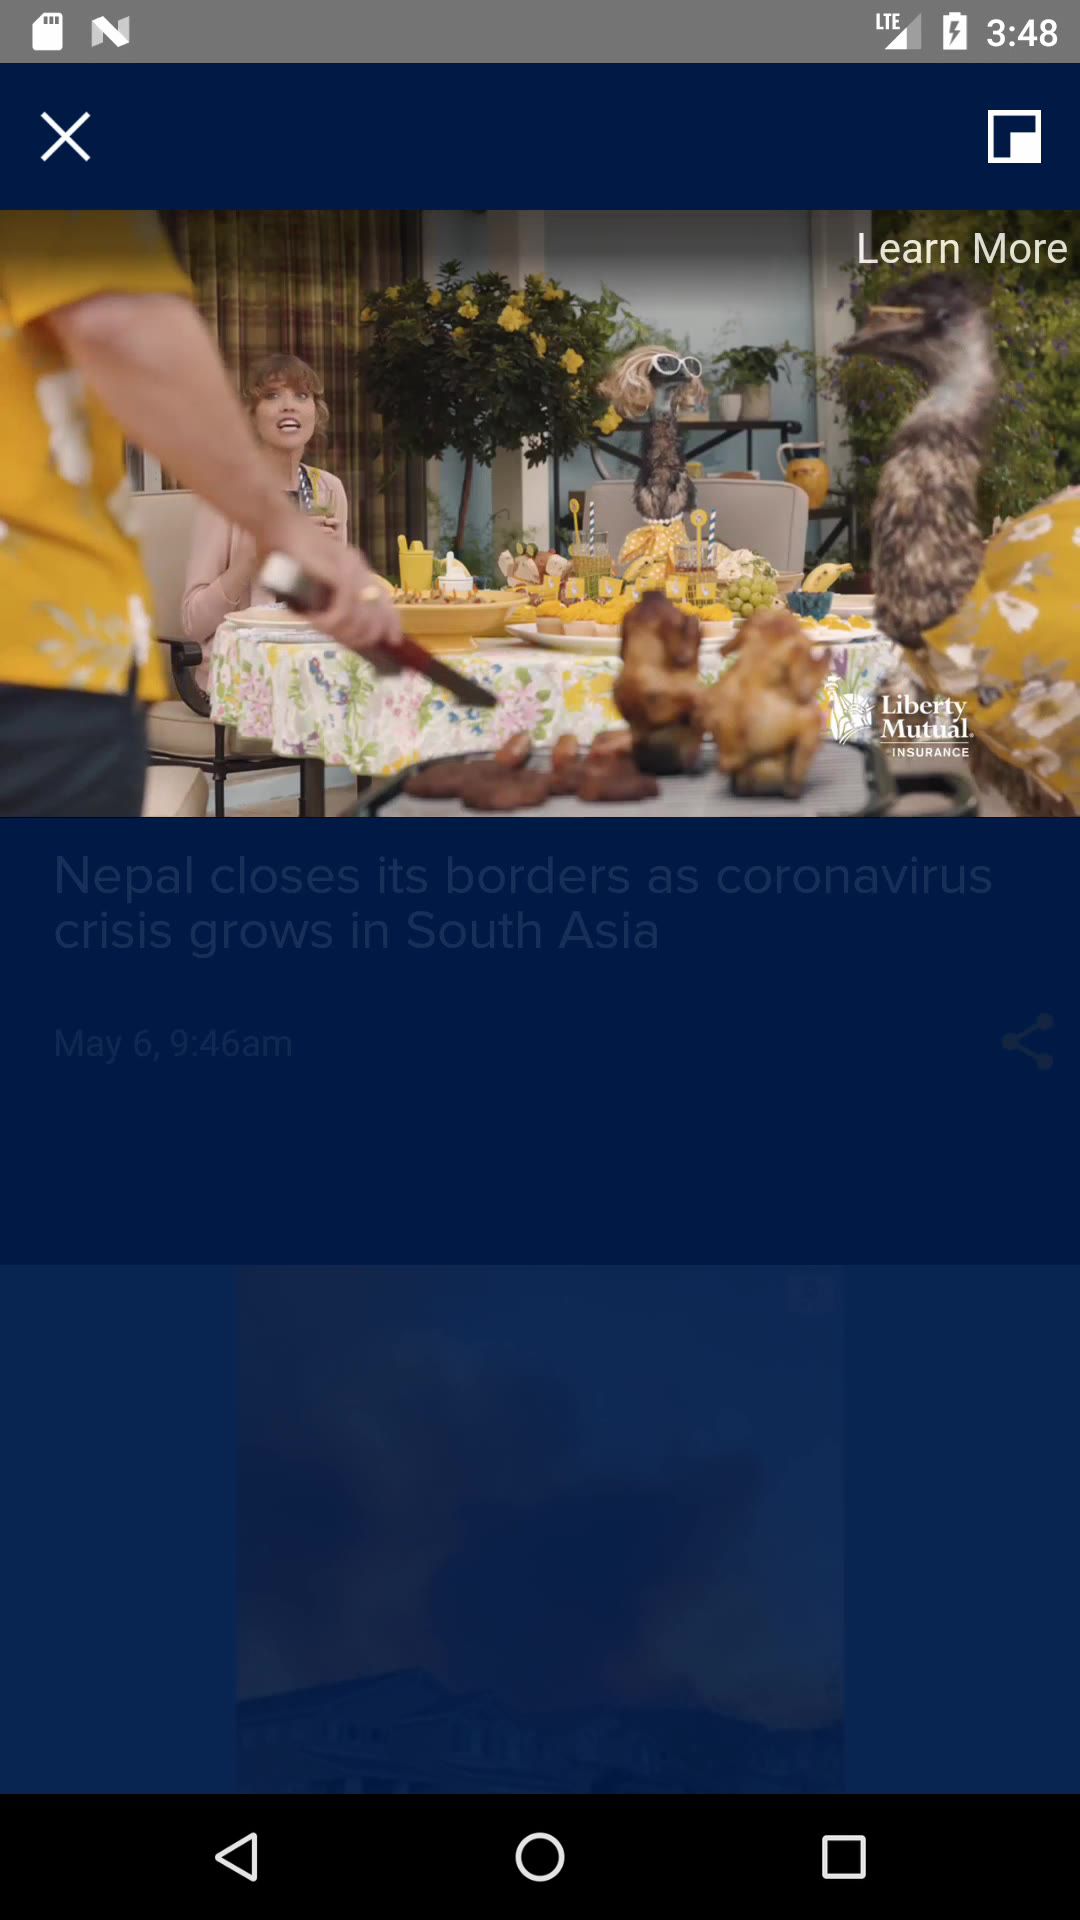 LTE
3:48
Learn More
Liberty
Mutual.
INSURANCE
Nepal closes its borders as coronavirus
crisis grows in South Asia
May 6, 9:46am